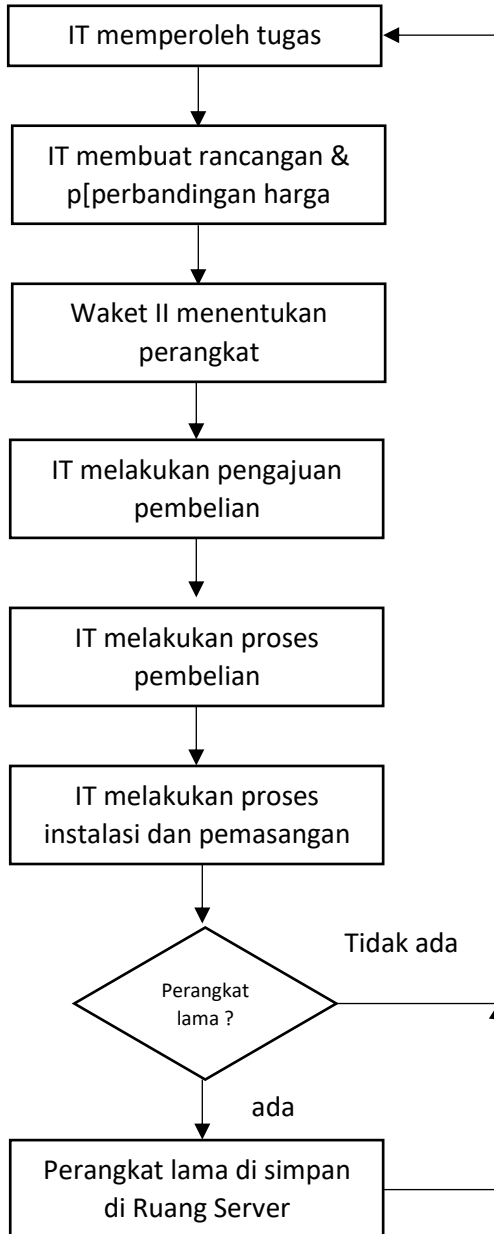 IT memperoleh tugas
IT membuat rancangan &
p[perbandingan harga
Waket II menentukan
perangkat
IT melakukan pengajuan
pembelian
IT melakukan proses
pembelian
IT melakukan proses
instalasi dan pemasangan
Tidak ada
Perangkat
lama ?
ada
Perangkat lama di simpan
di Ruang Server